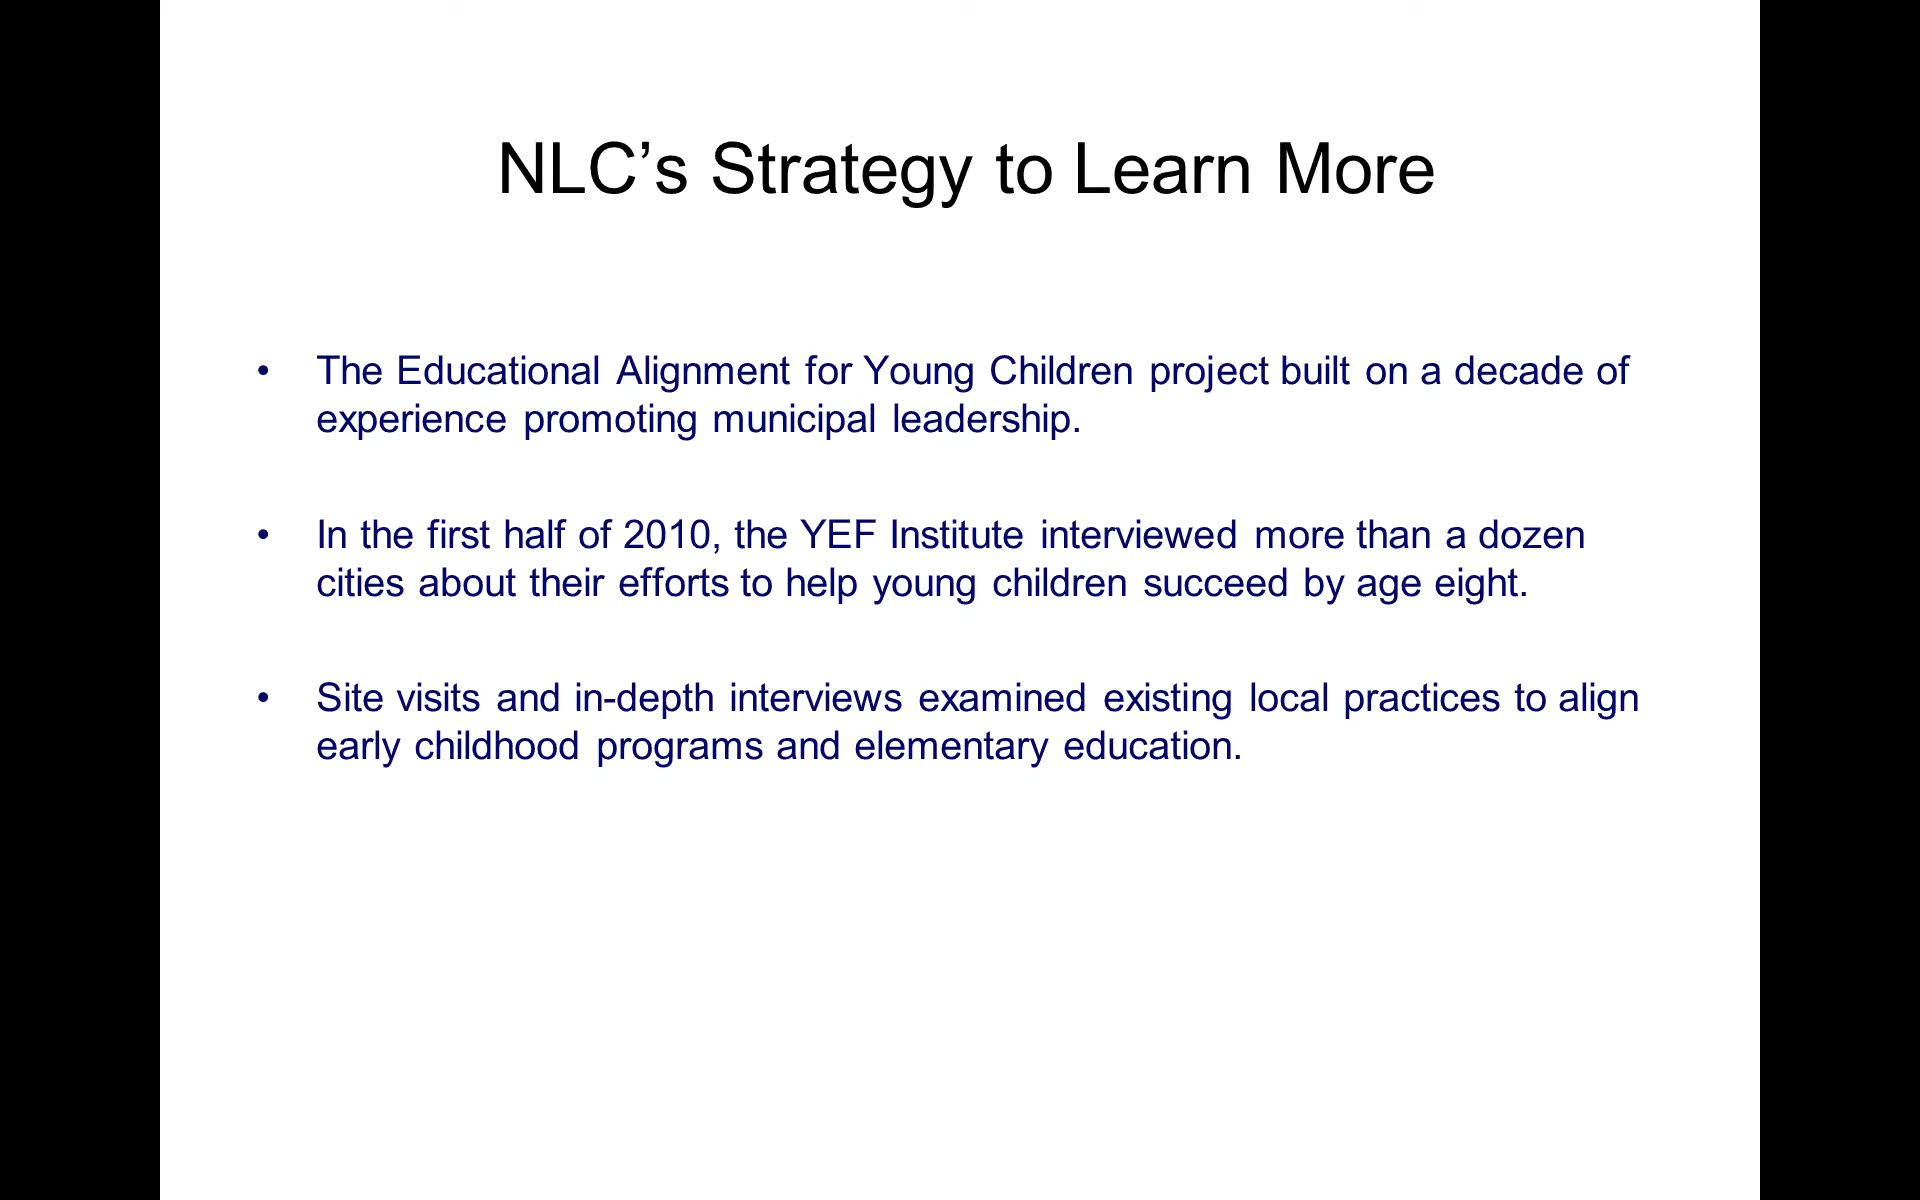 NLC’s Strategy to Learn More
• The Educational Alignment for Young Children project built on a decade of
experience promoting municipal leadership.
• In the first half of 2010, the YEF Institute interviewed more than a dozen
cities about their efforts to help young children succeed by age eight.
• Site visits and in-depth interviews examined existing local practices to align
early childhood programs and elementary education.